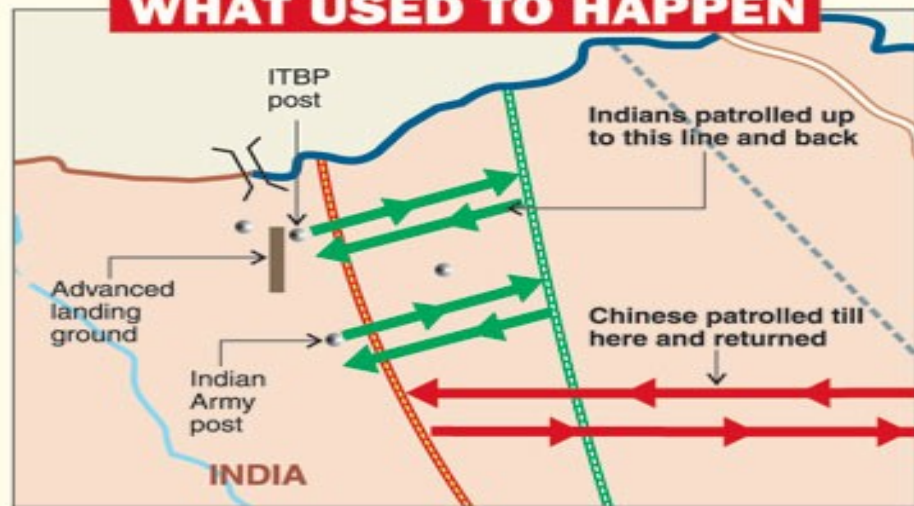 WHAT USED TO HAPPEN
ITBP
post
Indians patrolled up
to this line and back
Advanced
landing
ground
Chinese patrolled till
here and returned
Indian
Army
post
INDIA